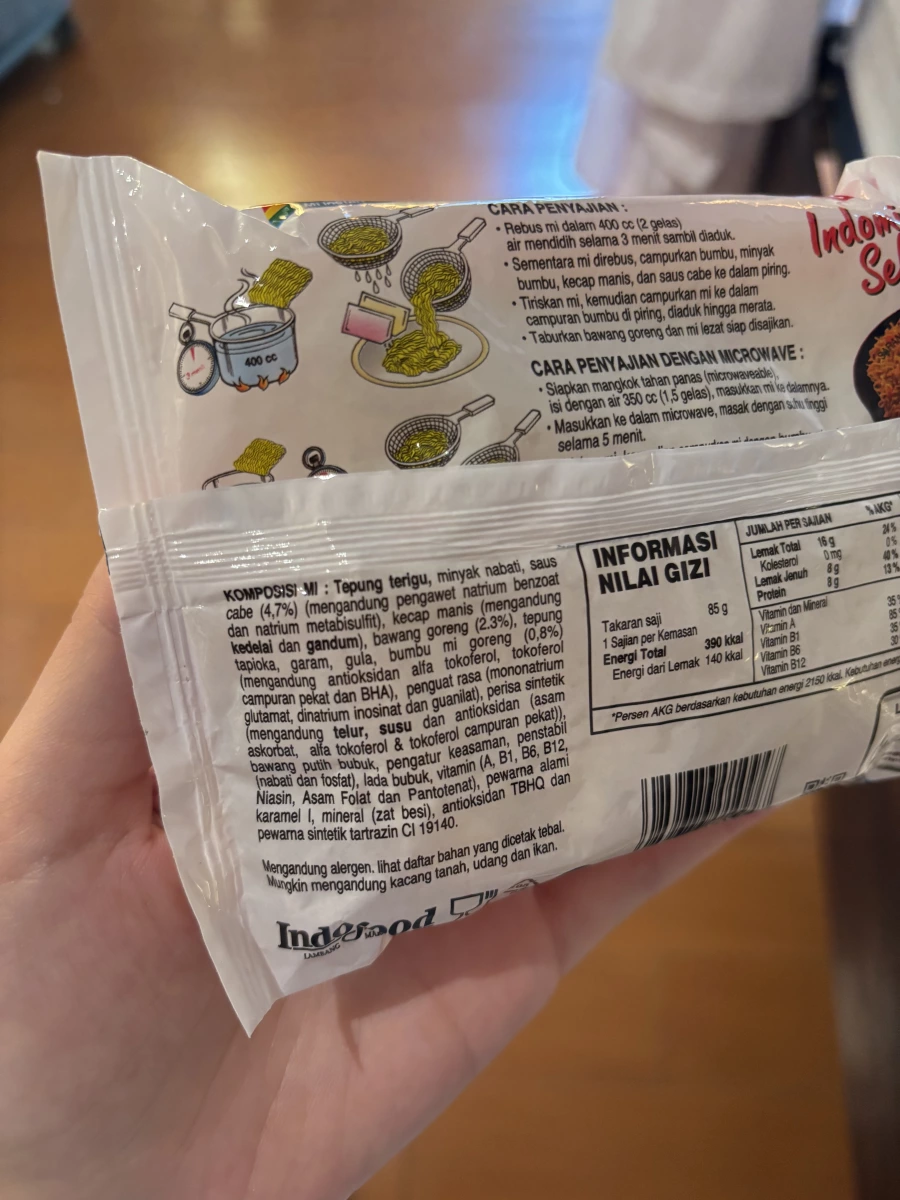 CARA PENYAJIAN :
• Rebus mi dalam 400 cc (2 gelas)
air mendidih selama 3 menit sambil diaduk.
• Sementara mi direbus, campurkan bumbu, minyak
bumbu, kecap manis, dan saus cabe ke dalam piring.
• Tiriskan mi, kemudian campurkan mi ke dalam
campuran bumbu di piring, diaduk hingga merata.
• Taburkan bawang goreng dan mi lezat siap disajikan.
400 cc
CARA PENYAJIAN DENGAN MICROWAVE :
• Siapkan mangkok tahan panas (microwaveable),
isi dengan air 350 cc (1,5 gelas), masukkan mi ke dalamnya.
• Masukkan ke dalam microwave, masak dengan suhu tinggi
selama 5 menit.
KOMPOSISI MI : Tepung terigu, minyak nabati, saus
cabe (4,7%) (mengandung pengawet natrium benzoat
dan natrium metabisulfit), kecap manis (mengandung
kedelai dan gandum), bawang goreng (2.3%), tepung
tapioka, garam, gula, bumbu mi goreng (0,8%)
(mengandung antioksidan alfa tokoferol, tokoferol
campuran pekat dan BHA), penguat rasa (mononatrium
glutamat, dinatrium inosinat dan guanilat), perisa sintetik
(mengandung telur, susu dan antioksidan (asam
askorbat, alfa tokoferol & tokoferol campuran pekat)),
bawang putih bubuk, pengatur keasaman, penstabil
(nabati dan fosfat), lada bubuk, vitamin (A, B1, B6, B12,
Niasin, Asam Folat dan Pantotenat), pewarna alami
karamel I, mineral (zat besi), antioksidan TBHQ dan
pewarna sintetik tartrazin CI 19140.
Mengandung alergen. lihat daftar bahan yang dicetak tebal.
Mungkin mengandung kacang tanah, udang dan ikan.
Indofood
LAMBANG
INFORMASI
NILAI GIZI
Takaran saji 85 g
1 Sajian per Kemasan
Energi Total 390 kkal
Energi dari Lemak 140 kkal
JUMLAH PER SAJIAN %AKG*
Lemak Total 16 g 24%
Kolesterol 0 mg 0%
Lemak Jenuh 8 g 40%
Protein 8 g 13%
Vitamin dan Mineral
Vitamin A 35
Vitamin B1 85
Vitamin B6 35
Vitamin B12 30
*Persen AKG berdasarkan kebutuhan energi 2150 kkal. Kebutuhan